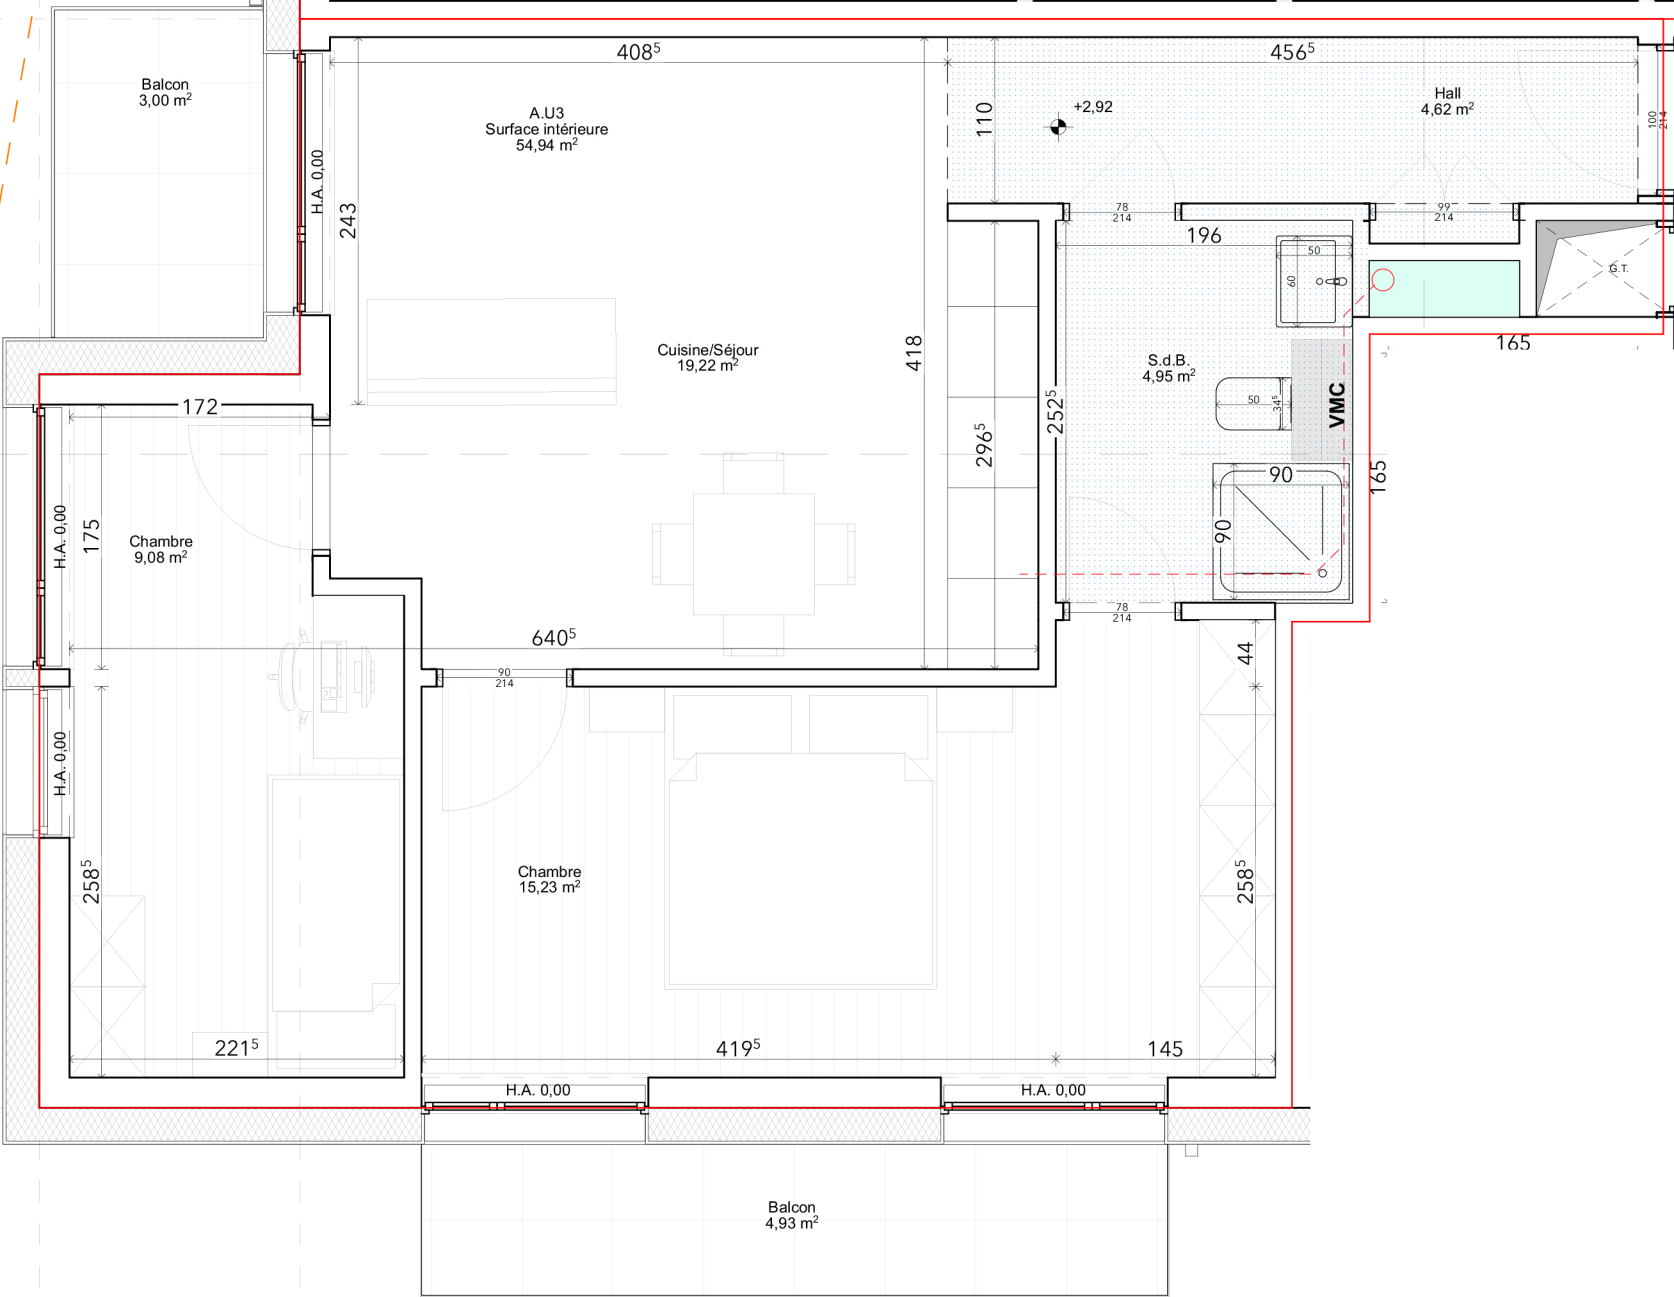 408⁵
456⁵
Balcon
3,00 m²
A.U3
Surface intérieure
54,94 m²
+2,92
Hall
4,62 m²
110
100
214
H.A. 0,00
243
78
214
99
214
196
50
60
G.T.
165
Cuisine/Séjour
19,22 m²
418
S.d.B.
4,95 m²
172
50
34⁵
VMC
252⁵
296⁵
165
90
90
H.A. 0,00
175
Chambre
9,08 m²
78
214
640⁵
44
90
214
H.A. 0,00
Chambre
15,23 m²
258⁵
258⁵
221⁵
419⁵
145
H.A. 0,00
H.A. 0,00
Balcon
4,93 m²